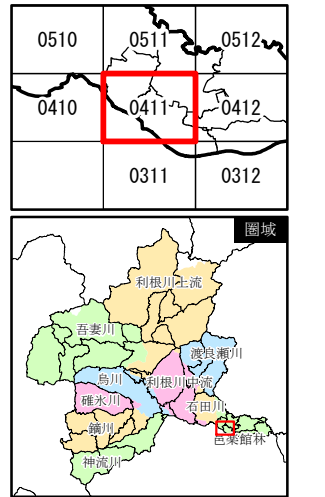 0510 0511 0512
0410 0411 0412
0311 0312
圏域
利根川上流
吾妻川
渡良瀬川
烏川 利根川中流
碓氷川
石田川
鏑川
邑楽館林
神流川